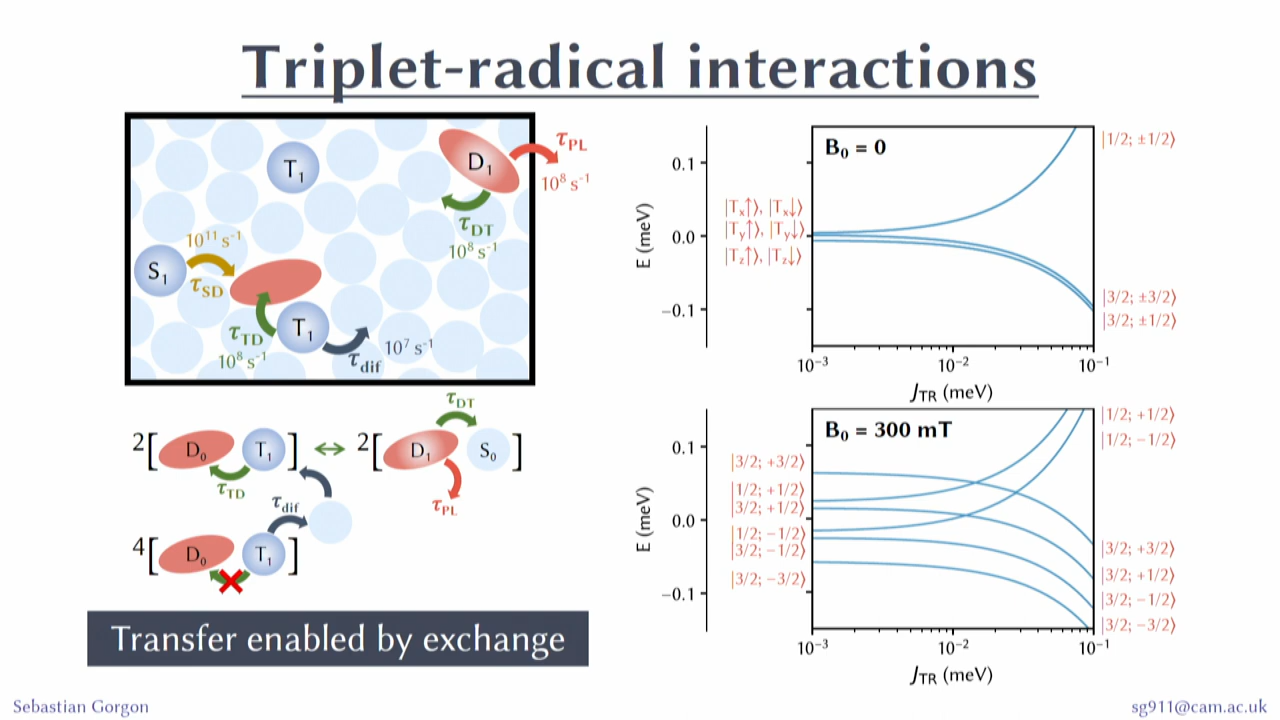 Triplet-radical interactions
T₁
D₁
τ_PL
10⁸ s⁻¹
τ_DT
10⁸ s⁻¹
10¹¹ s⁻¹
S₁
τ_SD
T₁
τ_TD
10⁸ s⁻¹
τ_dif
10⁷ s⁻¹
τ_DT
²[ D₀ T₁ ] ↔ ²[ D₁ S₀ ]
τ_TD
τ_dif
τ_PL
⁴[ D₀ T₁ ]
Transfer enabled by exchange
B₀ = 0
E (meV)
0.1
0.0
−0.1
|Tₓ↑⟩, |Tₓ↓⟩
|T_y↑⟩, |T_y↓⟩
|T_z↑⟩, |T_z↓⟩
|1/2; ±1/2⟩
|3/2; ±3/2⟩
|3/2; ±1/2⟩
10⁻³ 10⁻² 10⁻¹
J_TR (meV)
B₀ = 300 mT
E (meV)
0.1
0.0
−0.1
|3/2; +3/2⟩
|1/2; +1/2⟩
|3/2; +1/2⟩
|1/2; −1/2⟩
|3/2; −1/2⟩
|3/2; −3/2⟩
|1/2; +1/2⟩
|1/2; −1/2⟩
|3/2; +3/2⟩
|3/2; +1/2⟩
|3/2; −1/2⟩
|3/2; −3/2⟩
10⁻³ 10⁻² 10⁻¹
J_TR (meV)
Sebastian Gorgon
sg911@cam.ac.uk